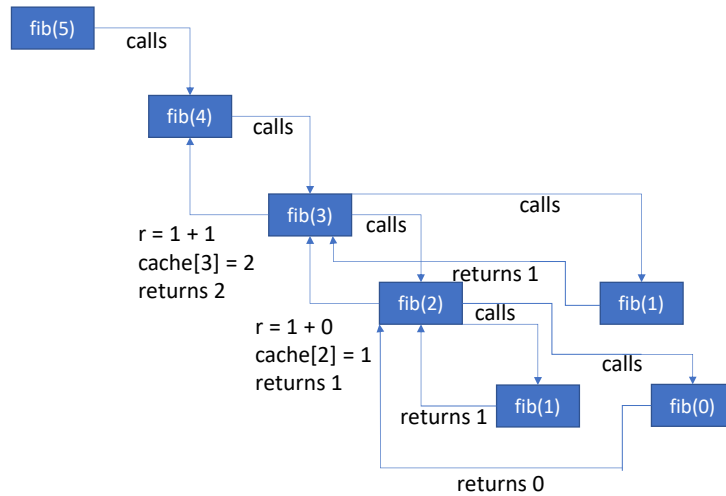 fib(5)
calls
fib(4)
calls
fib(3)
calls
calls
r = 1 + 1
cache[3] = 2
returns 2
returns 1
fib(2)
fib(1)
r = 1 + 0
cache[2] = 1
returns 1
calls
calls
fib(1)
returns 1
fib(0)
returns 0